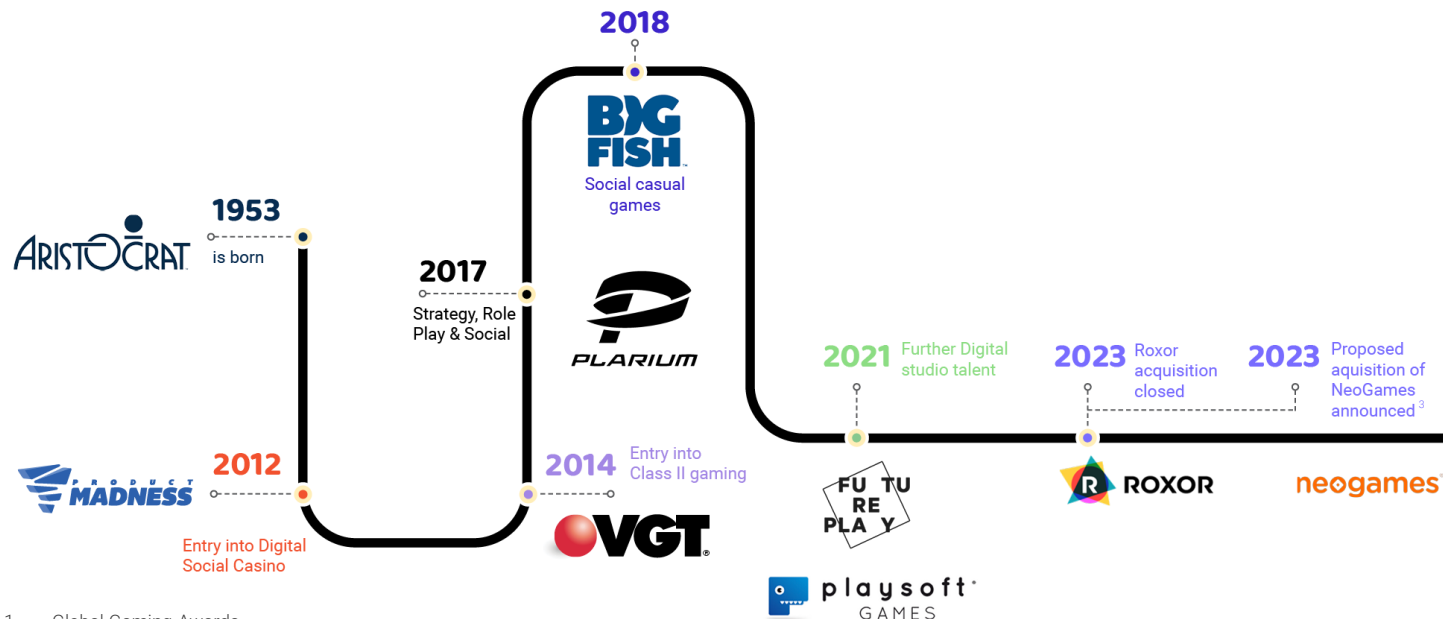 2018
BIG
FISH™
Social casual
games
ARISTOCRAT
1953
is born
2017
Strategy, Role
Play & Social
PLARIUM
2021
Further Digital
studio talent
2023
Roxor
acquisition
closed
2023
Proposed
aquisition of
NeoGames
announced 3
PRODUCT
MADNESS
2012
Entry into Digital
Social Casino
2014
Entry into
Class II gaming
VGT®
FU TU
RE
PLA Y
R ROXOR
neogames
playsoft
GAMES
1. Global Gaming Awards